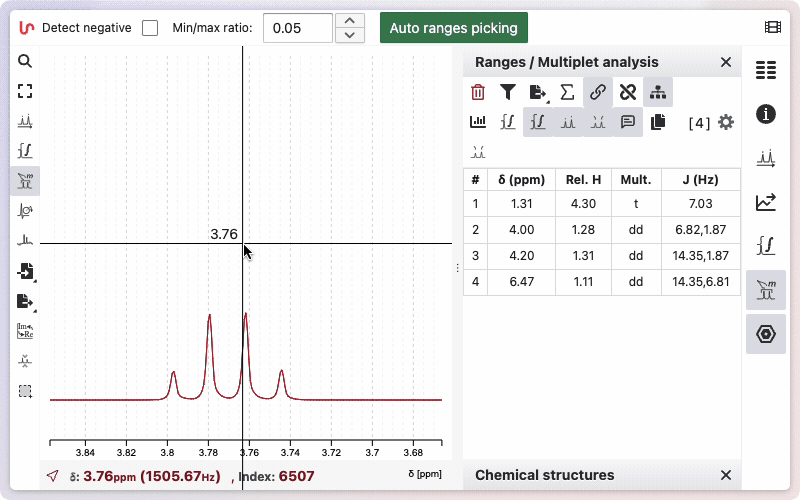 Detect negative Min/max ratio: 0.05 Auto ranges picking
Ranges / Multiplet analysis
[4]
# δ (ppm) Rel. H Mult. J (Hz)
1 1.31 4.30 t 7.03
2 4.00 1.28 dd 6.82,1.87
3 4.20 1.31 dd 14.35,1.87
4 6.47 1.11 dd 14.35,6.81
3.76
3.84 3.82 3.8 3.78 3.76 3.74 3.72 3.7 3.68
δ: 3.76ppm (1505.67Hz) , Index: 6507 δ [ppm]
Chemical structures